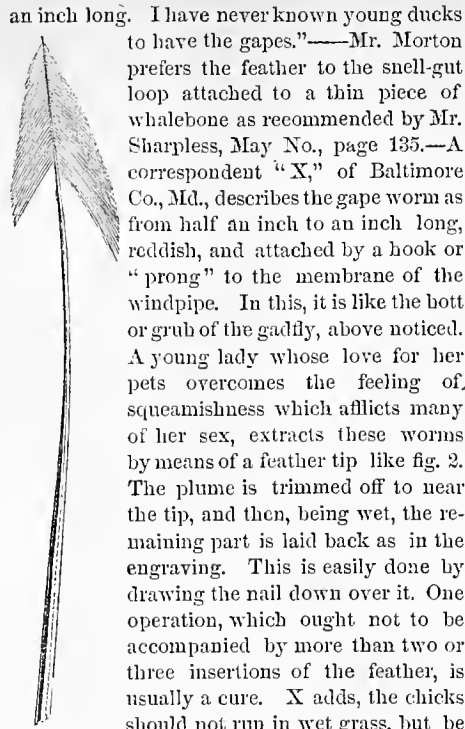 an inch long. I have never known young ducks
to have the gapes."——Mr. Morton
prefers the feather to the snell-gut
loop attached to a thin piece of
whalebone as recommended by Mr.
Sharpless, May No., page 135.—A
correspondent "X," of Baltimore
Co., Md., describes the gape worm as
from half an inch to an inch long,
reddish, and attached by a hook or
"prong" to the membrane of the
windpipe. In this, it is like the bott
or grub of the gadfly, above noticed.
A young lady whose love for her
pets overcomes the feeling of
squeamishness which afflicts many
of her sex, extracts these worms
by means of a feather tip like fig. 2.
The plume is trimmed off to near
the tip, and then, being wet, the re-
maining part is laid back as in the
engraving. This is easily done by
drawing the nail down over it. One
operation, which ought not to be
accompanied by more than two or
three insertions of the feather, is
usually a cure. X adds, the chicks
should not run in wet grass, but be